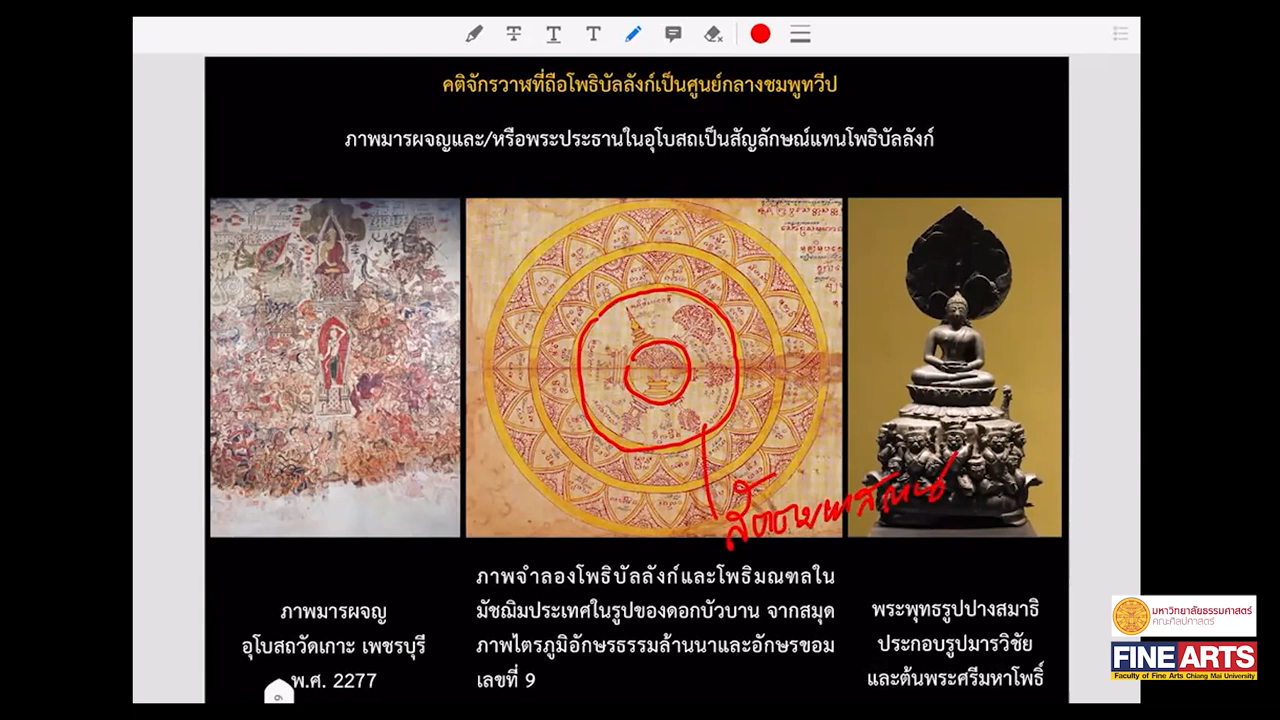 คติจักรวาฬที่ถือโพธิบัลลังก์เป็นศูนย์กลางชมพูทวีป
ภาพมารผจญและ/หรือพระประธานในอุโบสถเป็นสัญลักษณ์แทนโพธิบัลลังก์
ภาพมารผจญ
อุโบสถวัดเกาะ เพชรบุรี
พ.ศ. 2277
ภาพจำลองโพธิบัลลังก์และโพธิมณฑลใน
มัชฌิมประเทศในรูปของดอกบัวบาน จากสมุด
ภาพไตรภูมิอักษรธรรมล้านนาและอักษรขอม
เลขที่ 9
พระพุทธรูปปางสมาธิ
ประกอบรูปมารวิชัย
และต้นพระศรีมหาโพธิ์
มหาวิทยาลัยธรรมศาสตร์
คณะศิลปศาสตร์
FINE ARTS
Faculty of Fine Arts Chiang Mai University